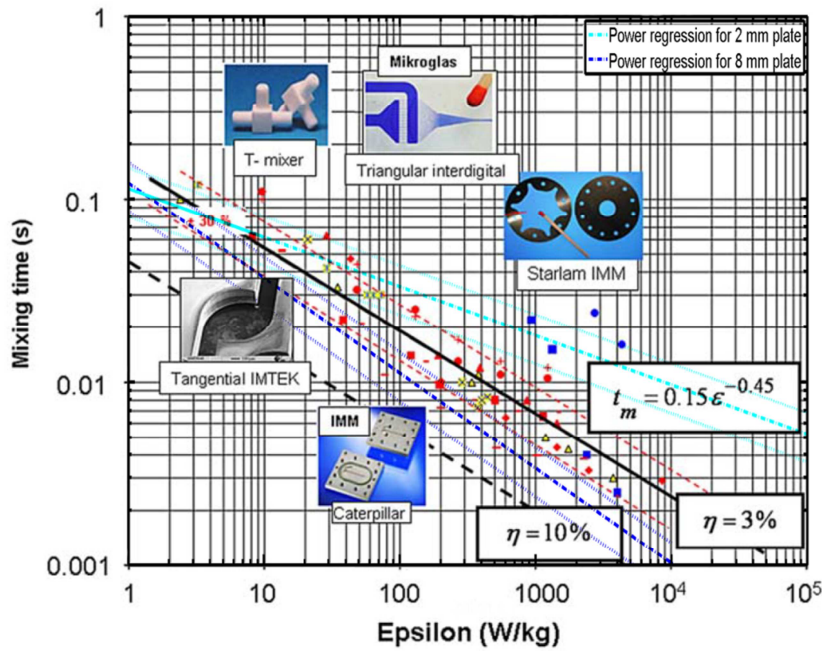 1
Power regression for 2 mm plate
Power regression for 8 mm plate
Mikroglas
T- mixer
Triangular interdigital
0.1
± 30 %
Starlam IMM
Mixing time (s)
Tangential IMTEK
0.01
t_m = 0.15 ε^-0.45
IMM
Caterpillar
η = 10%
η = 3%
0.001
1 10 100 1000 10^4 10^5
Epsilon (W/kg)